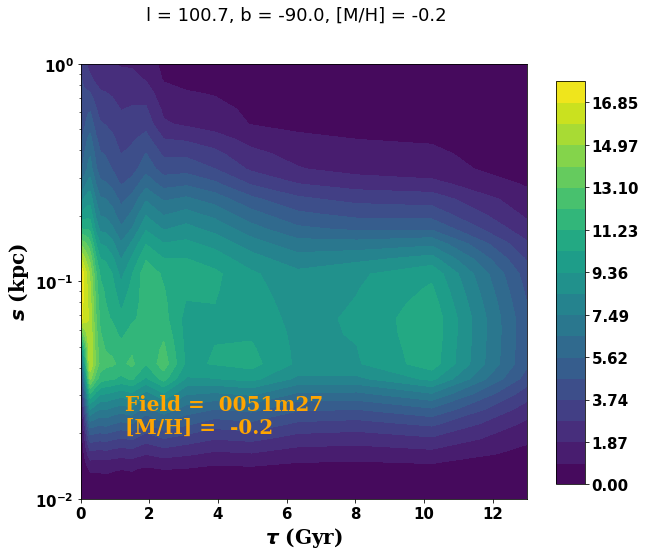 l = 100.7, b = -90.0, [M/H] = -0.2
10⁰
10⁻¹
10⁻²
s (kpc)
Field =  0051m27
[M/H] =  -0.2
0 2 4 6 8 10 12
τ (Gyr)
16.85
14.97
13.10
11.23
9.36
7.49
5.62
3.74
1.87
0.00